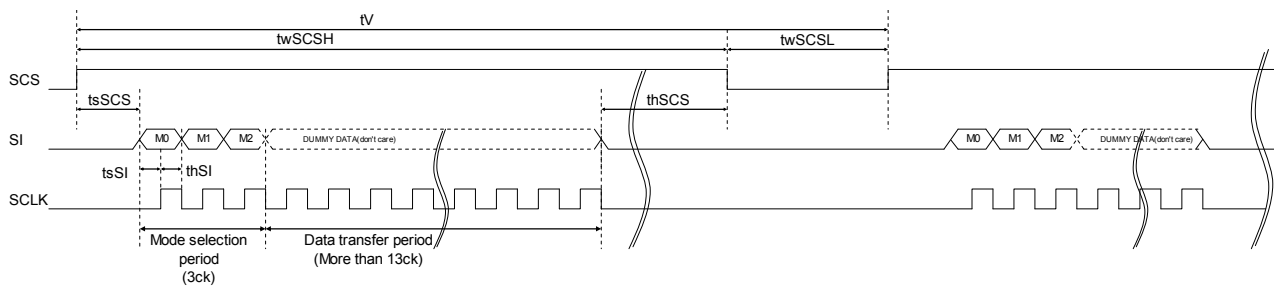 tV
twSCSH
twSCSL
SCS
tsSCS
thSCS
SI
M0
M1
M2
DUMMY DATA(don't care)
M0
M1
M2
DUMMY DATA(don't care)
tsSI
thSI
SCLK
Mode selection
period
(3ck)
Data transfer period
(More than 13ck)